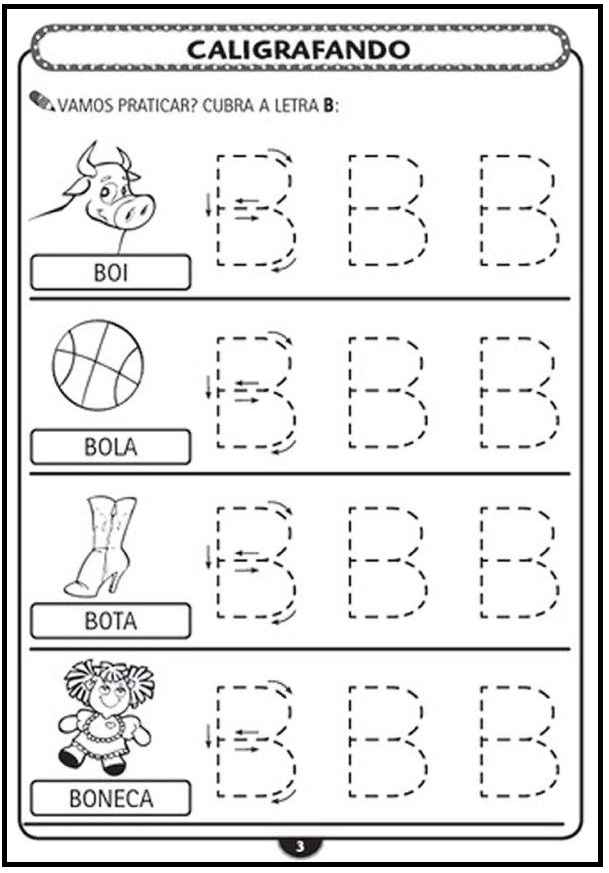 CALIGRAFANDO
VAMOS PRATICAR? CUBRA A LETRA B:
B B B
BOI
B B B
BOLA
B B B
BOTA
B B B
BONECA
3